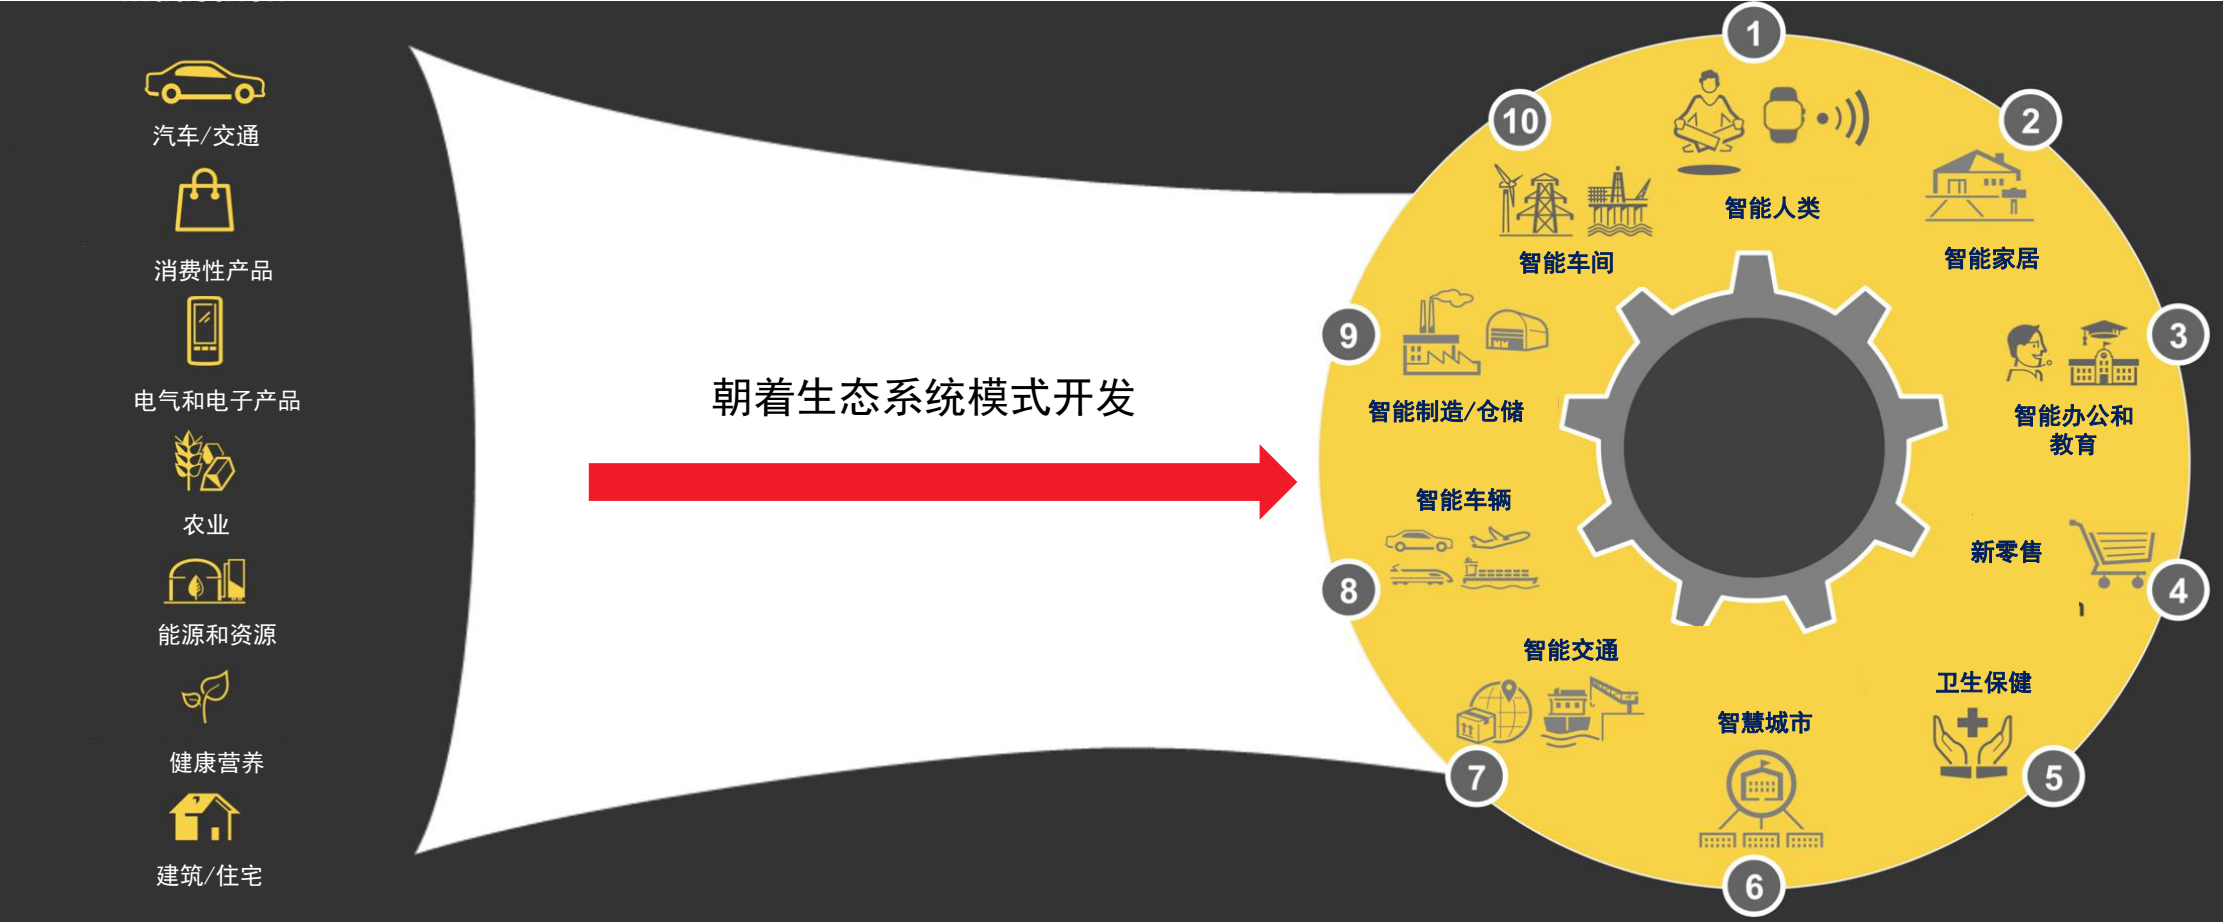 汽车/交通
消费性产品
电气和电子产品
农业
能源和资源
健康营养
建筑/住宅
朝着生态系统模式开发
1
智能人类
2
智能家居
3
智能办公和
教育
4
新零售
5
卫生保健
6
智慧城市
7
智能交通
8
智能车辆
9
智能制造/仓储
10
智能车间